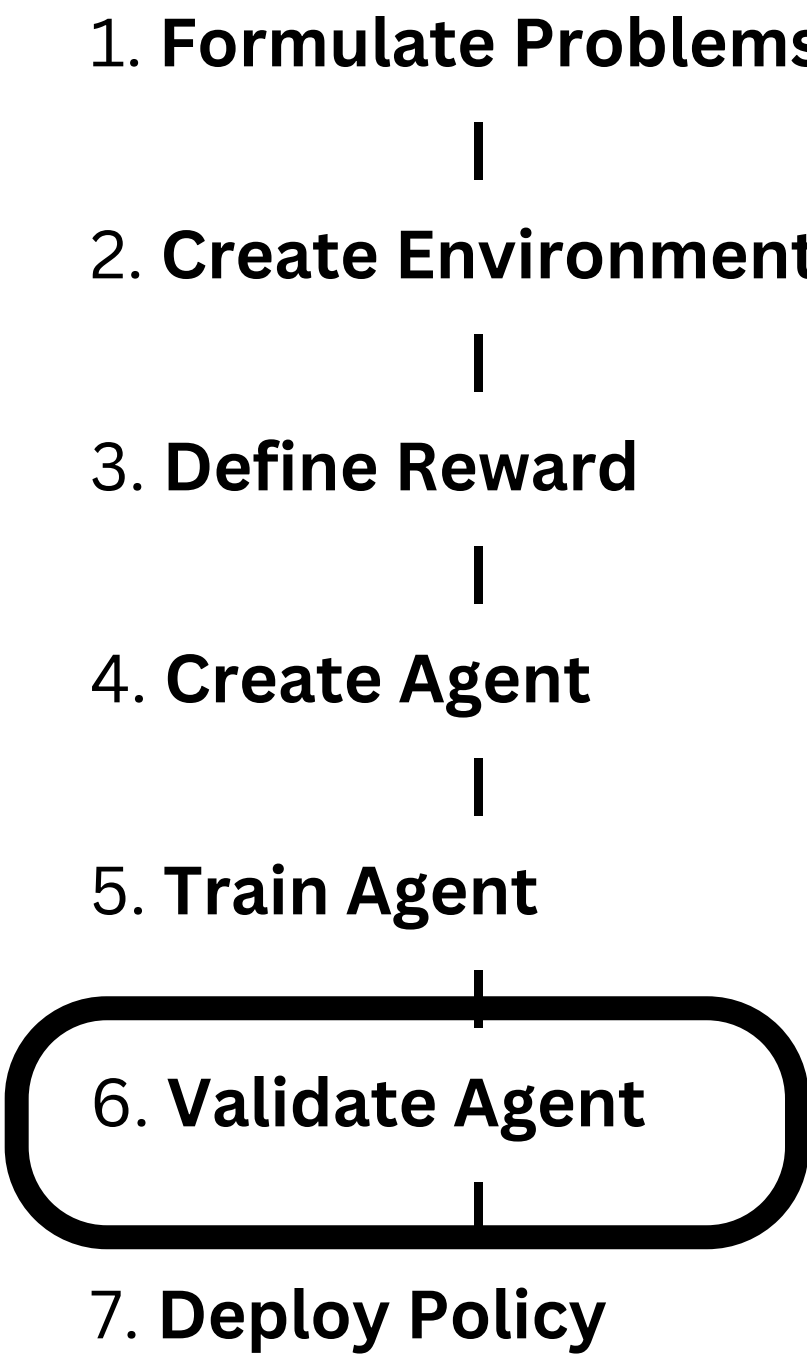 1. Formulate Problems
2. Create Environment
3. Define Reward
4. Create Agent
5. Train Agent
6. Validate Agent
7. Deploy Policy